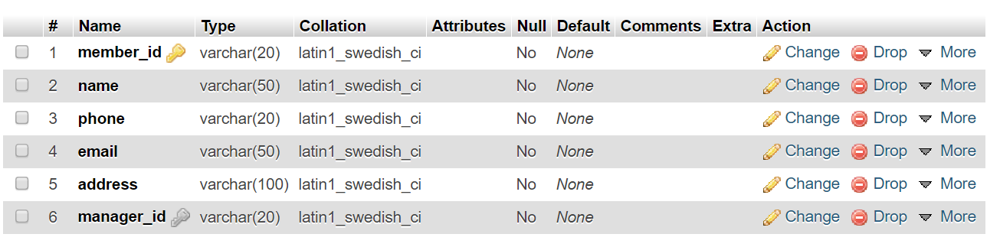 # Name Type Collation Attributes Null Default Comments Extra Action
1 member_id varchar(20) latin1_swedish_ci No None Change Drop More
2 name varchar(50) latin1_swedish_ci No None Change Drop More
3 phone varchar(20) latin1_swedish_ci No None Change Drop More
4 email varchar(50) latin1_swedish_ci No None Change Drop More
5 address varchar(100) latin1_swedish_ci No None Change Drop More
6 manager_id varchar(20) latin1_swedish_ci No None Change Drop More